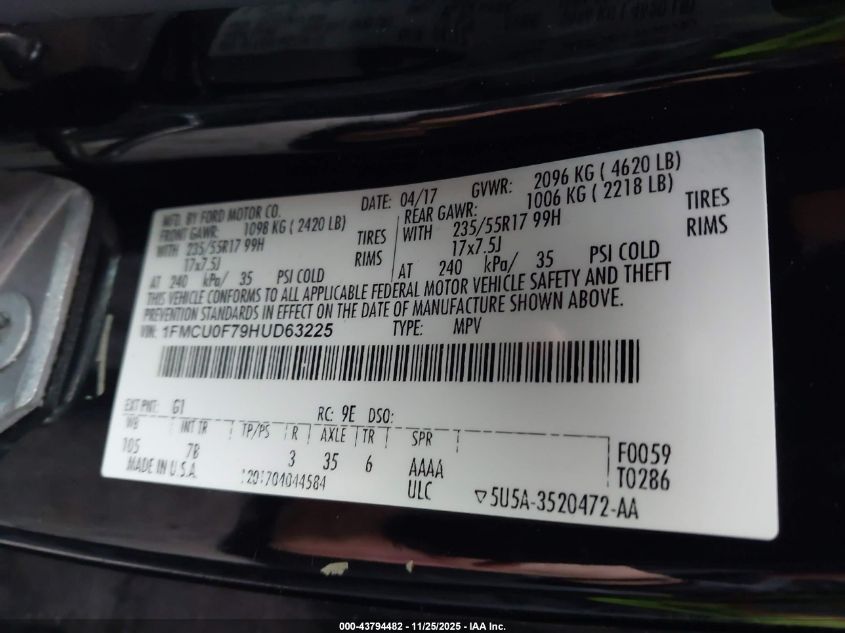 MFD. BY FORD MOTOR CO.
DATE: 04/17 GVWR: 2096 KG ( 4620 LB)
FRONT GAWR: 1098 KG ( 2420 LB)
WITH 235/55R17 99H TIRES
17x7.5J RIMS
AT 240 kPa/ 35 PSI COLD
REAR GAWR: 1006 KG ( 2218 LB)
WITH 235/55R17 99H TIRES
17x7.5J RIMS
AT 240 kPa/ 35 PSI COLD
THIS VEHICLE CONFORMS TO ALL APPLICABLE FEDERAL MOTOR VEHICLE SAFETY AND THEFT
PREVENTION STANDARDS IN EFFECT ON THE DATE OF MANUFACTURE SHOWN ABOVE.
VIN: 1FMCU0F79HUD63225 TYPE: MPV
EXT PNT: G1 RC: 9E DSO:
WB INT TR TP/PS R AXLE TR SPR
105 7B 3 35 6 AAAA
F0059
T0286
MADE IN U.S.A. 1201704044584 ULC
5U5A-3520472-AA
000-43794482 - 11/25/2025 - IAA Inc.